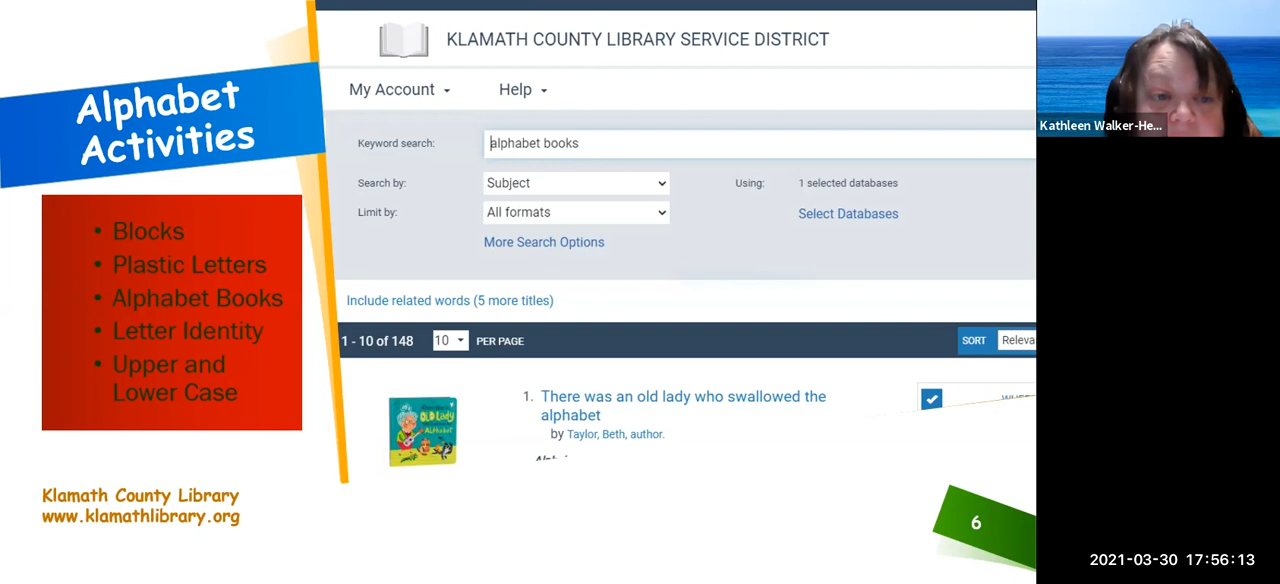 Alphabet
Activities
• Blocks
• Plastic Letters
• Alphabet Books
• Letter Identity
• Upper and
Lower Case
Klamath County Library
www.klamathlibrary.org
KLAMATH COUNTY LIBRARY SERVICE DISTRICT
My Account
Help
Keyword search: alphabet books
Search by: Subject Using: 1 selected databases
Limit by: All formats Select Databases
More Search Options
Include related words (5 more titles)
1 - 10 of 148 10 PER PAGE SORT Releva
1. There was an old lady who swallowed the
alphabet
by Taylor, Beth, author.
OLD LADY
Alphabet
6
Kathleen Walker-He...
2021-03-30 17:56:13